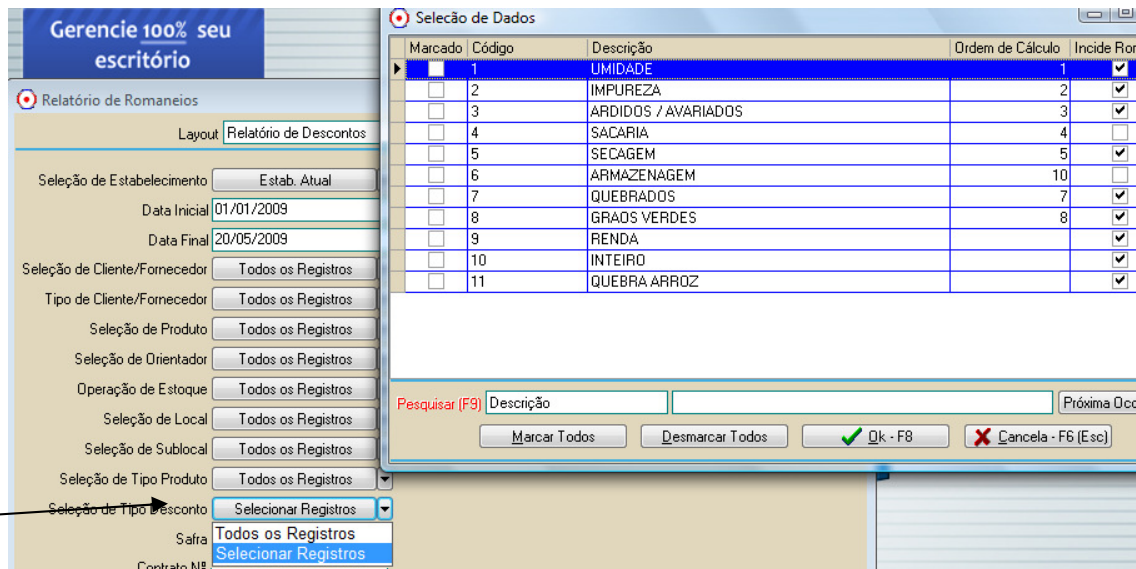 Gerencie 100% seu
escritório
Relatório de Romaneios
Layout Relatório de Descontos
Seleção de Estabelecimento Estab. Atual
Data Inicial 01/01/2009
Data Final 20/05/2009
Seleção de Cliente/Fornecedor Todos os Registros
Tipo de Cliente/Fornecedor Todos os Registros
Seleção de Produto Todos os Registros
Seleção de Orientador Todos os Registros
Operação de Estoque Todos os Registros
Seleção de Local Todos os Registros
Seleção de Sublocal Todos os Registros
Seleção de Tipo Produto Todos os Registros
Seleção de Tipo Desconto Selecionar Registros
Safra
Todos os Registros
Selecionar Registros
Contrato Nº
Selecão de Dados
Marcado Código Descrição Ordem de Cálculo Incide Ror
1 UMIDADE 1
2 IMPUREZA 2
3 ARDIDOS / AVARIADOS 3
4 SACARIA 4
5 SECAGEM 5
6 ARMAZENAGEM 10
7 QUEBRADOS 7
8 GRAOS VERDES 8
9 RENDA
10 INTEIRO
11 QUEBRA ARROZ
Pesquisar (F9) Descrição Próxima Occ
Marcar Todos Desmarcar Todos Ok - F8 Cancela - F6 (Esc)